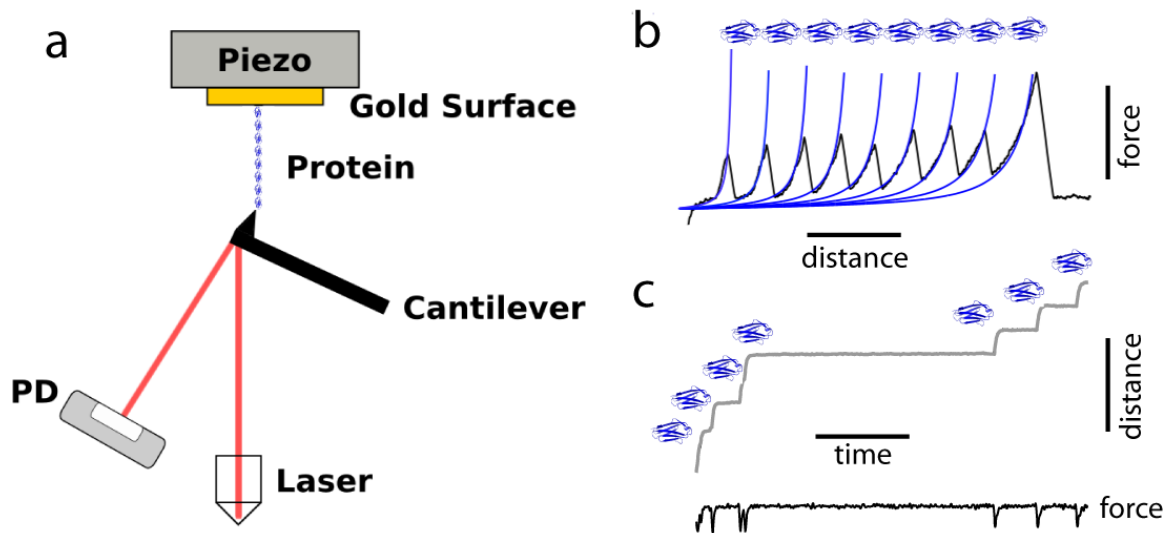 a
Piezo
Gold Surface
Protein
Cantilever
PD
Laser
b
force
distance
c
distance
time
force